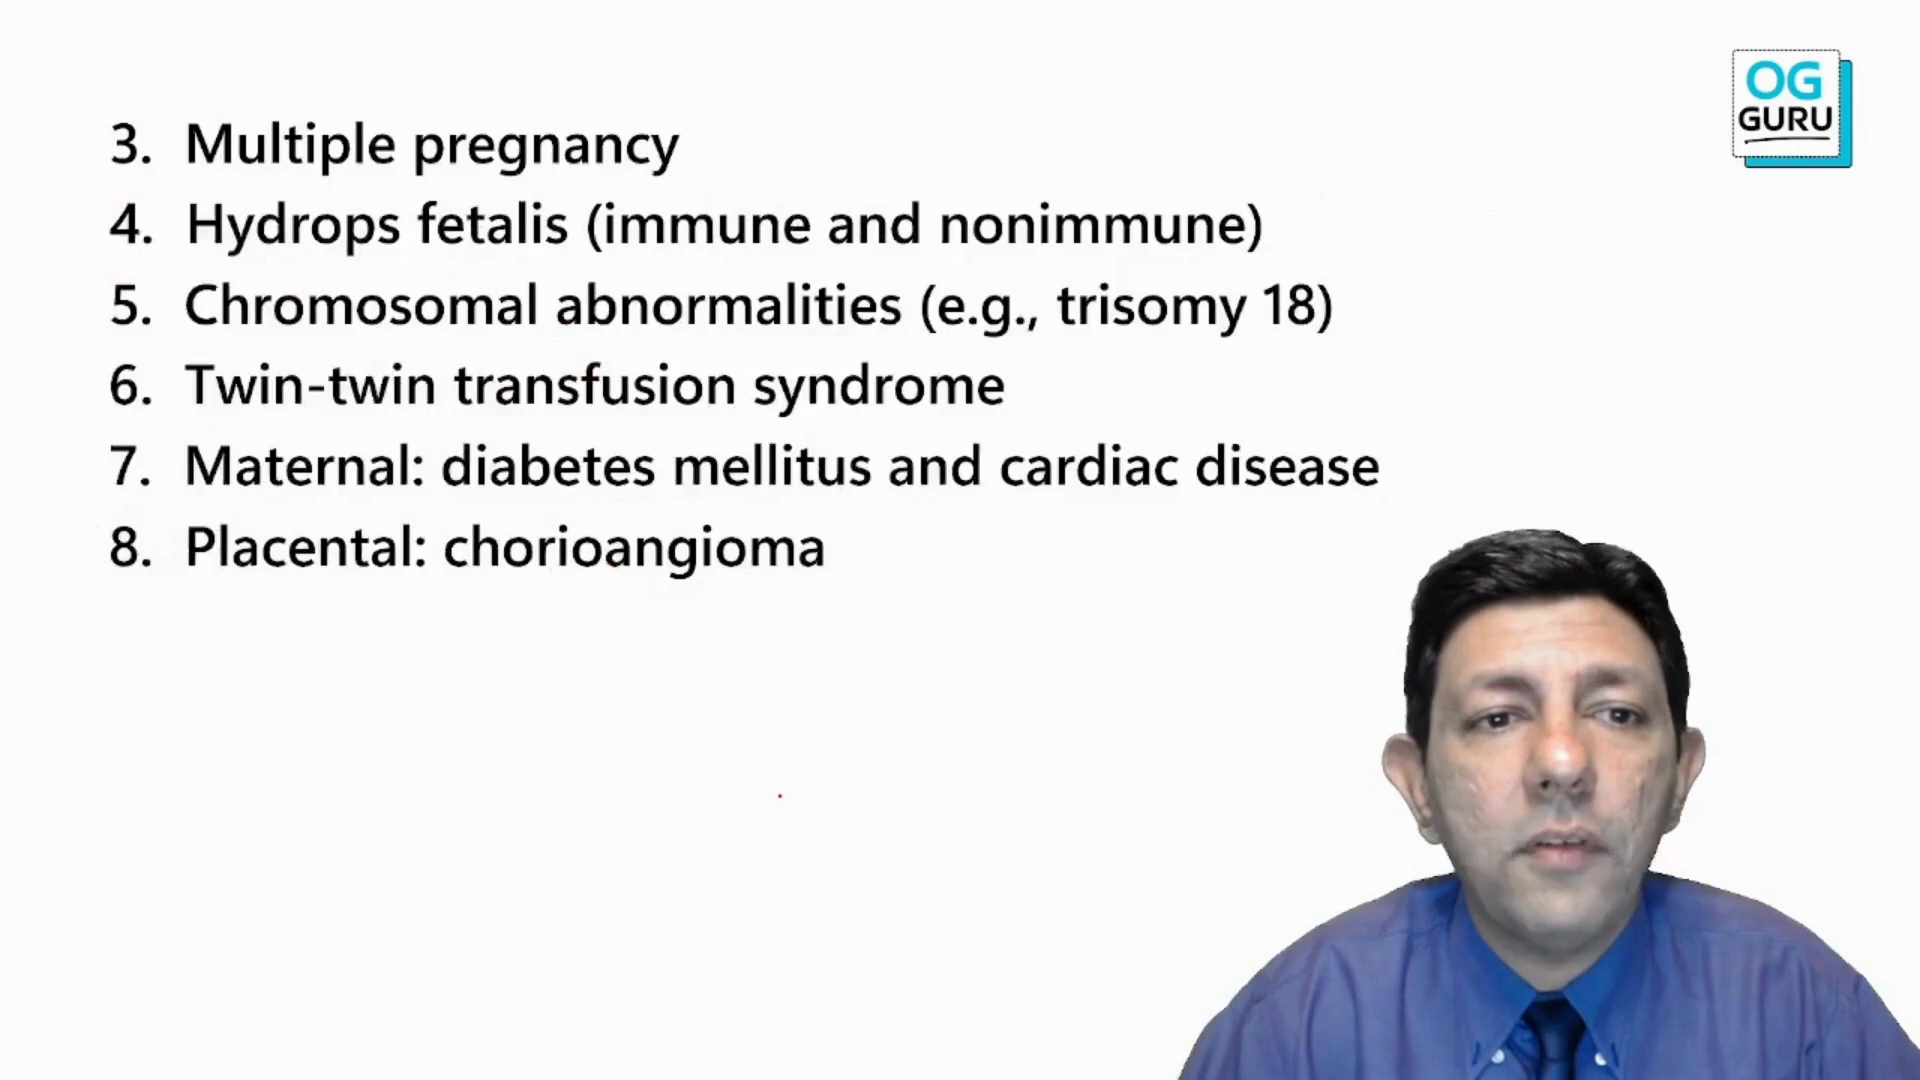 OG
GURU
3. Multiple pregnancy
4. Hydrops fetalis (immune and nonimmune)
5. Chromosomal abnormalities (e.g., trisomy 18)
6. Twin-twin transfusion syndrome
7. Maternal: diabetes mellitus and cardiac disease
8. Placental: chorioangioma